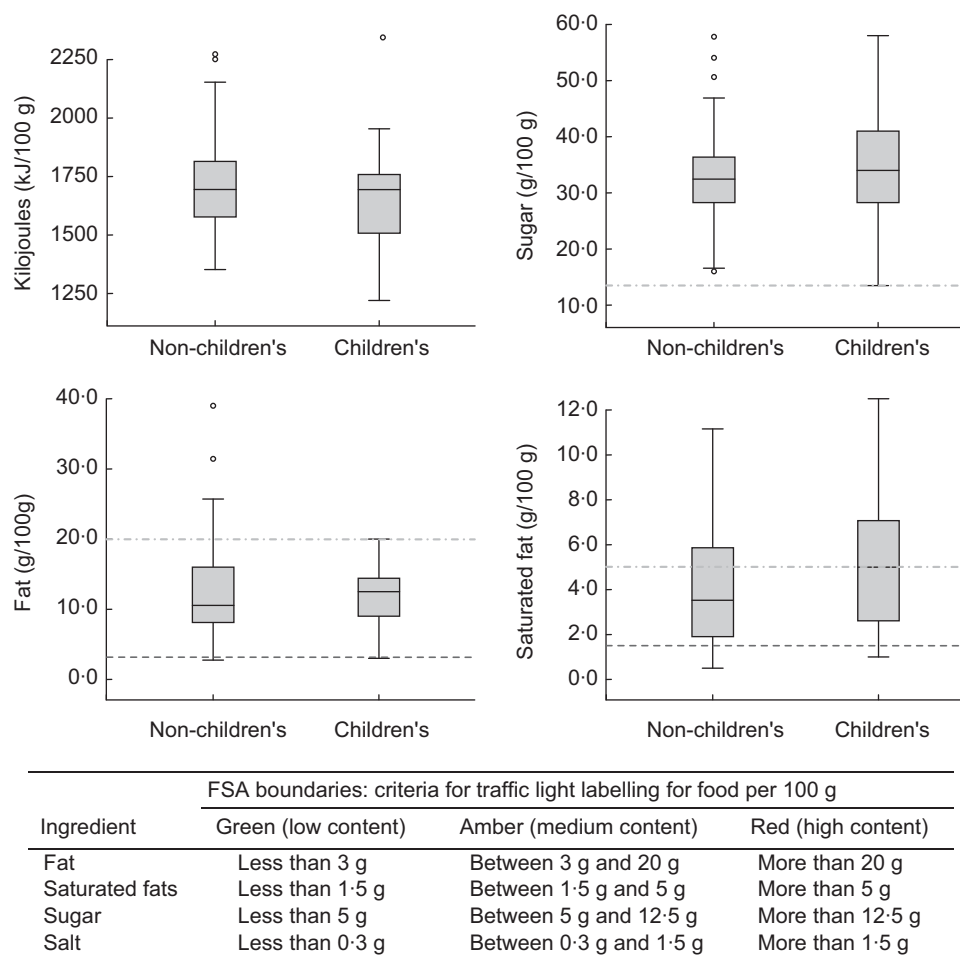 Kilojoules (kJ/100 g)
2250
2000
1750
1500
1250
Non-children's
Children's
Sugar (g/100 g)
60·0
50·0
40·0
30·0
20·0
10·0
Non-children's
Children's
Fat (g/100g)
40·0
30·0
20·0
10·0
0·0
Non-children's
Children's
Saturated fat (g/100 g)
12·0
10·0
8·0
6·0
4·0
2·0
0·0
Non-children's
Children's
FSA boundaries: criteria for traffic light labelling for food per 100 g
Ingredient Green (low content) Amber (medium content) Red (high content)
Fat Less than 3 g Between 3 g and 20 g More than 20 g
Saturated fats Less than 1·5 g Between 1·5 g and 5 g More than 5 g
Sugar Less than 5 g Between 5 g and 12·5 g More than 12·5 g
Salt Less than 0·3 g Between 0·3 g and 1·5 g More than 1·5 g